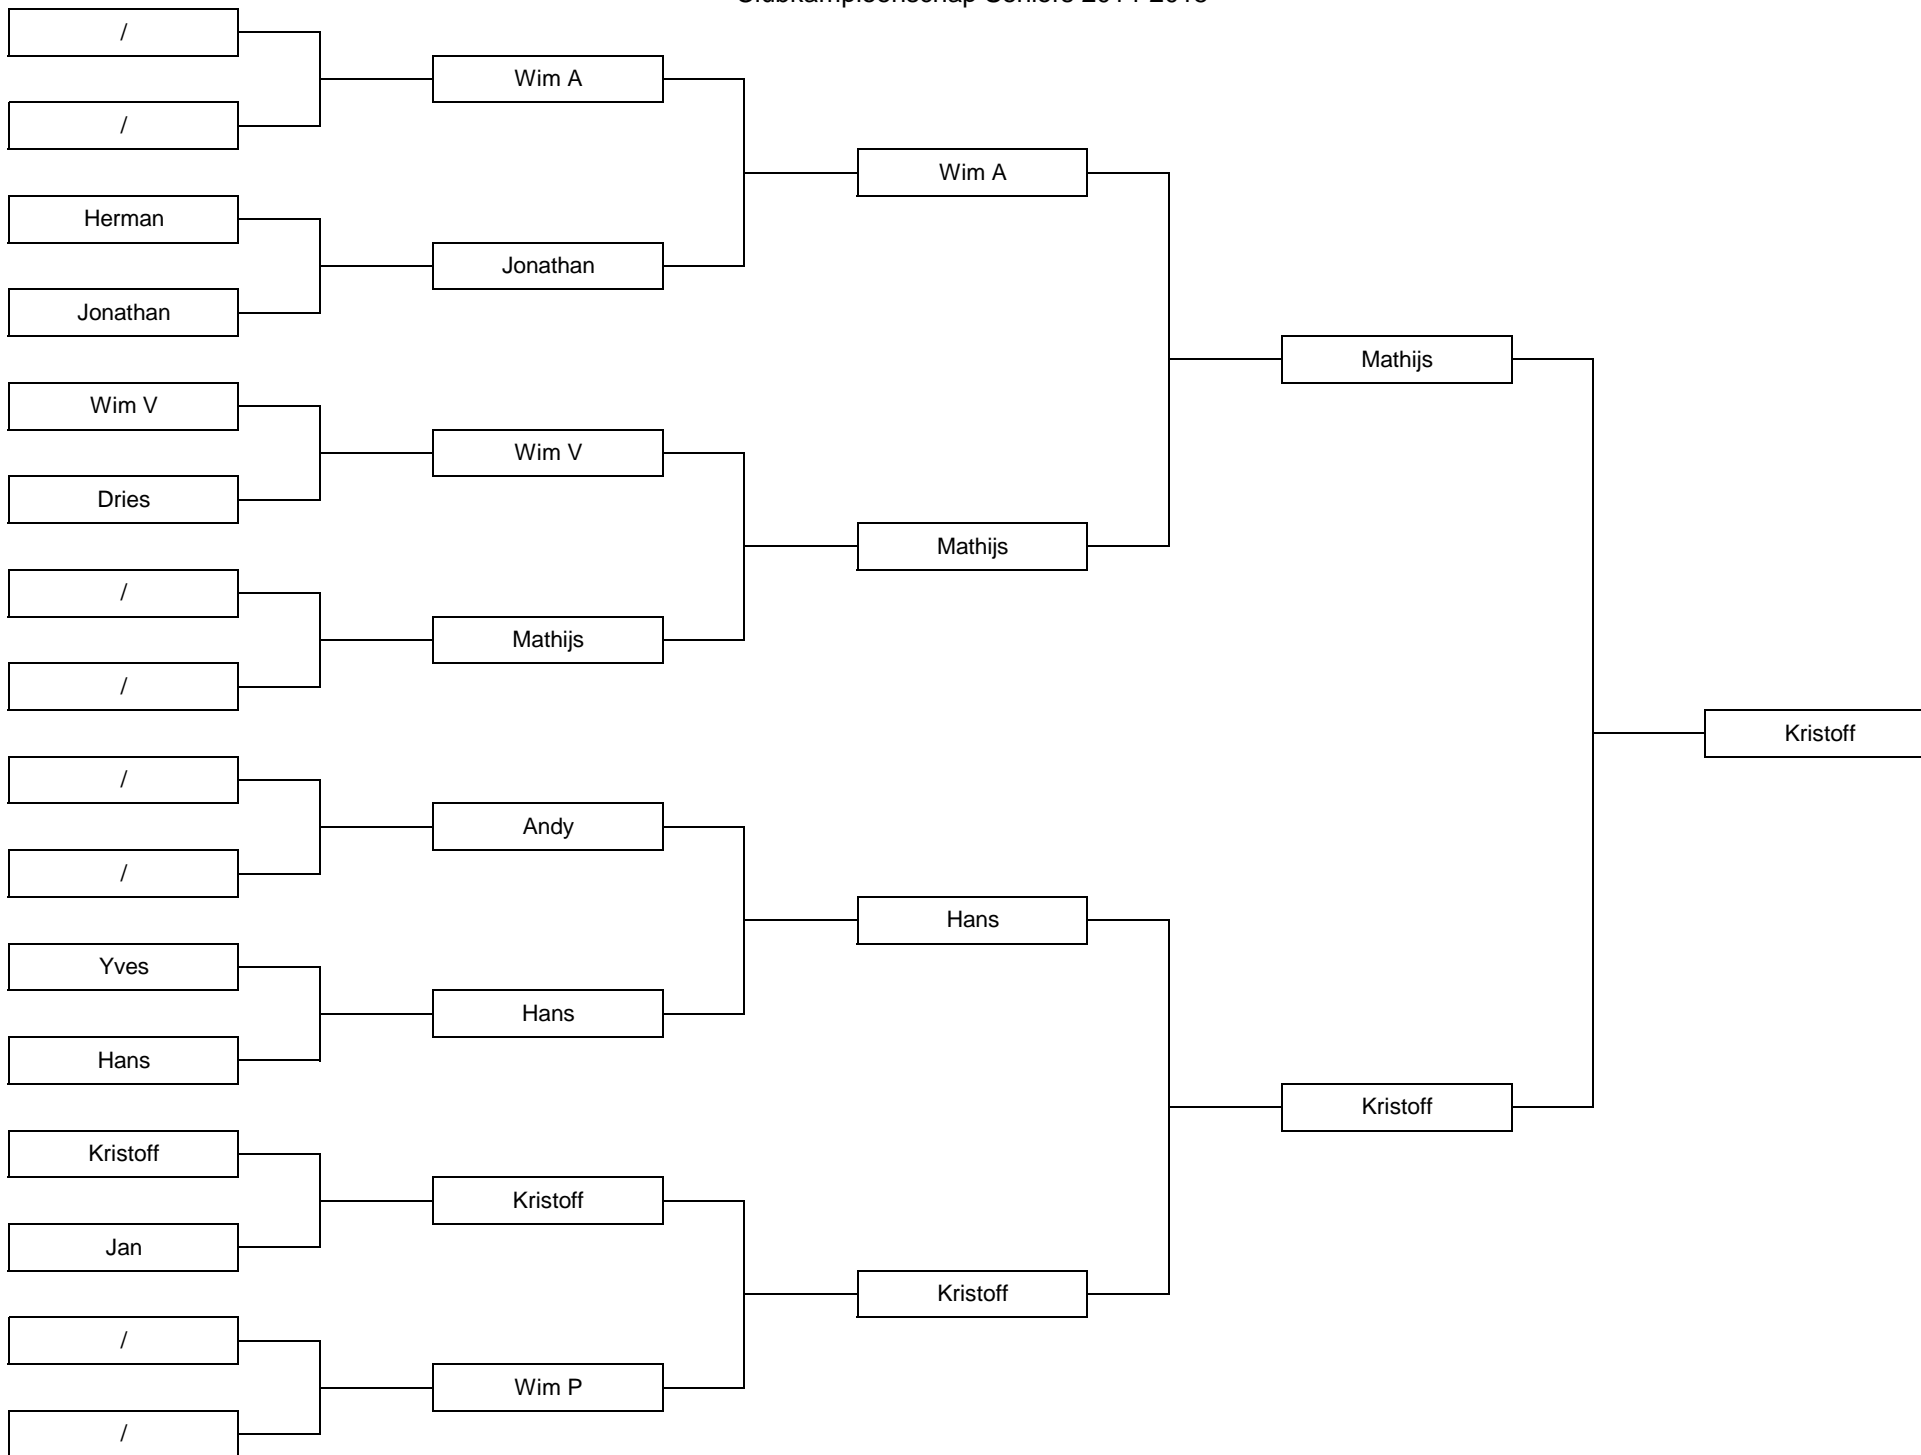 /
/
Herman
Jonathan
Wim V
Dries
/
/
/
/
Yves
Hans
Kristoff
Jan
/
/
Wim A
Jonathan
Wim V
Mathijs
Andy
Hans
Kristoff
Wim P
Wim A
Mathijs
Hans
Kristoff
Mathijs
Kristoff
Kristoff